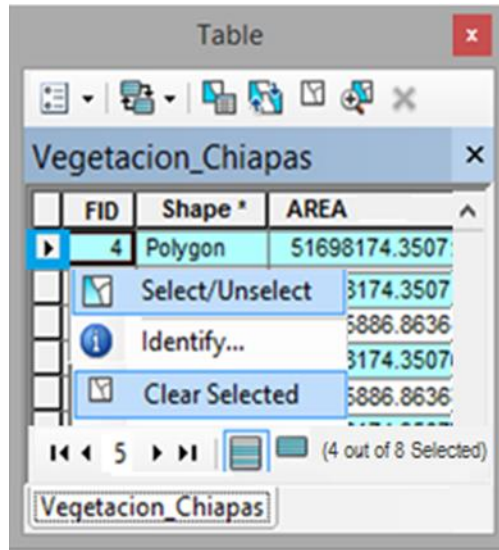 Table
x
Vegetacion_Chiapas ×
FID Shape * AREA
4 Polygon 51698174.3507
Select/Unselect 3174.3507
5886.8636
Identify...
3174.3507
Clear Selected 5886.8636
5 (4 out of 8 Selected)
Vegetacion_Chiapas